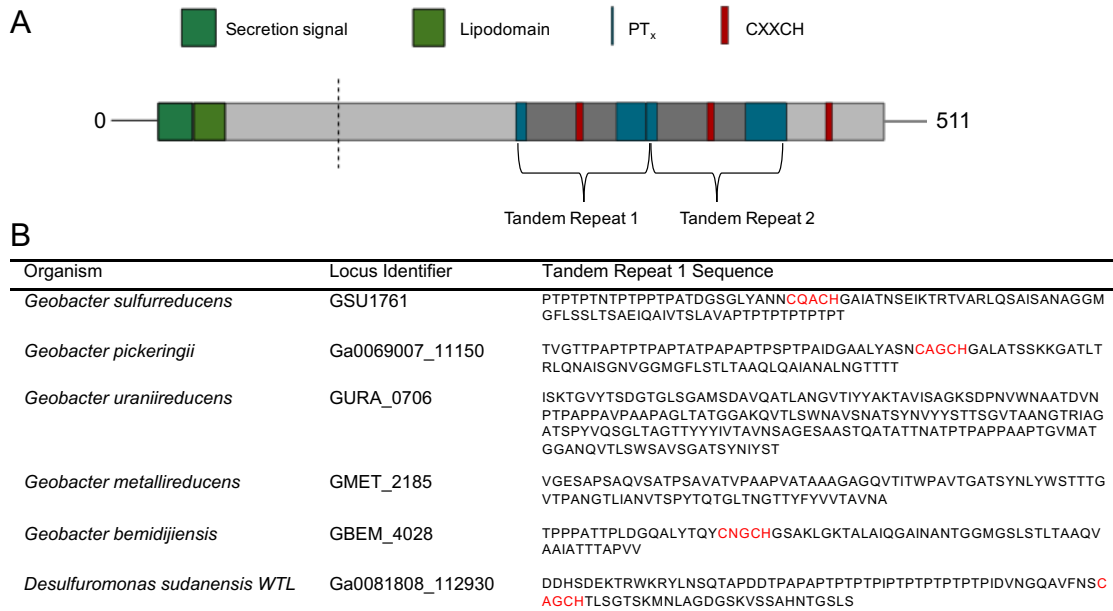 A
Secretion signal
Lipodomain
PTx
CXXCH
0
511
Tandem Repeat 1
Tandem Repeat 2
B
Organism Locus Identifier Tandem Repeat 1 Sequence
Geobacter sulfurreducens GSU1761 PTPTPTNTPTPPTPATDGSGLYANNCQACHGAIATNSEIKTRTVARLQSAISANAGGM
GFLSSLTSAEIQAIVTSLAVAPTPTPTPTPTPT
Geobacter pickeringii Ga0069007_11150 TVGTTPAPTPTPAPTATPAPAPTPSPTPAIDGAALYASNCAGCHGALATSSKKGATLT
RLQNAISGNVGGMGFLSTLTAAQLQAIANALNGTTTT
Geobacter uraniireducens GURA_0706 ISKTGVYTSDGTGLSGAMSDAVQATLANGVTIYYAKTAVISAGKSDPNVWNAATDVN
PTPAPPAVPAAPAGLTATGGAKQVTLSWNAVSNATSYNVYYSTTSGVTAANGTRIAG
ATSPYVQSGLTAGTTYYYIVTAVNSAGESAASTQATATTNATPTPAPPAAPTGVMAT
GGANQVTLSWSAVSGATSYNIYST
Geobacter metallireducens GMET_2185 VGESAPSAQVSATPSAVATVPAAPVATAAAGAGQVTITWPAVTGATSYNLYWSTTTG
VTPANGTLIANVTSPYTQTGLTNGTTYFYVVTAVNA
Geobacter bemidjiensis GBEM_4028 TPPPATTPLDGQALYTQYCNGCHGSAKLGKTALAIQGAINANTGGMGSLSTLTAAQV
AAIATTTAPVV
Desulfuromonas sudanensis WTL Ga0081808_112930 DDHSDEKTRWKRYLNSQTAPDDTPAPAPTPTPTPIPTPTPTPTPTPIDVNGQAVFNSC
AGCHTLSGTSKMNLAGDGSKVSSAHNTGSLS